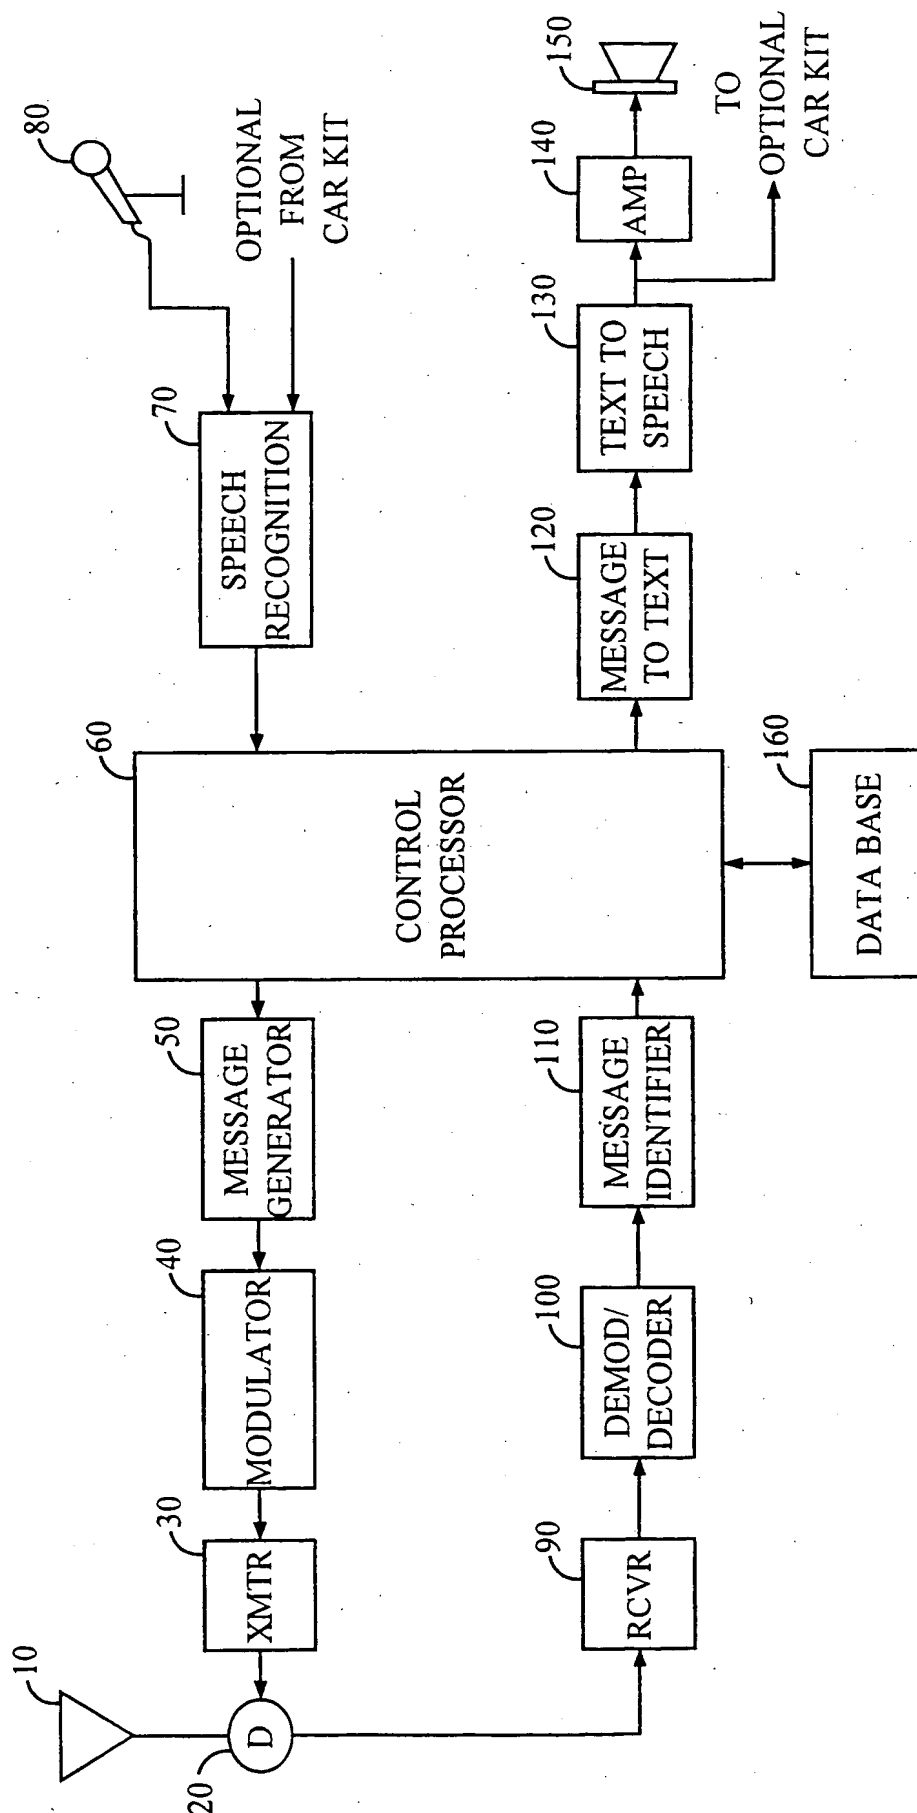 10
20
D
30
XMTR
40
MODULATOR
50
MESSAGE
GENERATOR
60
CONTROL
PROCESSOR
70
SPEECH
RECOGNITION
80
OPTIONAL
FROM
CAR KIT
90
RCVR
100
DEMOD/
DECODER
110
MESSAGE
IDENTIFIER
120
MESSAGE
TO TEXT
130
TEXT TO
SPEECH
140
AMP
150
TO
OPTIONAL
CAR KIT
160
DATA BASE